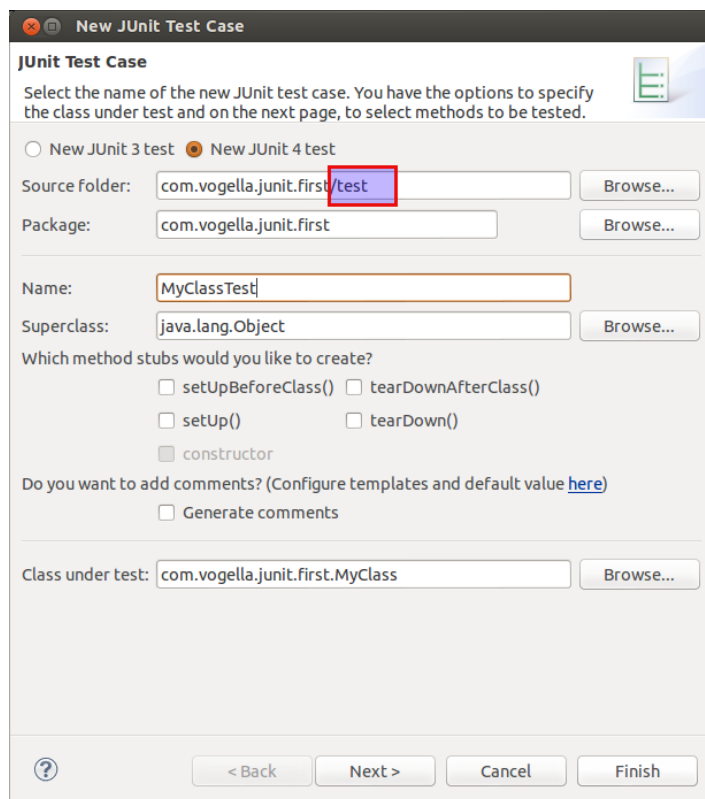 New JUnit Test Case
JUnit Test Case
Select the name of the new JUnit test case. You have the options to specify
the class under test and on the next page, to select methods to be tested.
New JUnit 3 test New JUnit 4 test
Source folder: com.vogella.junit.first/test Browse...
Package: com.vogella.junit.first Browse...
Name: MyClassTest
Superclass: java.lang.Object Browse...
Which method stubs would you like to create?
setUpBeforeClass() tearDownAfterClass()
setUp() tearDown()
constructor
Do you want to add comments? (Configure templates and default value here)
Generate comments
Class under test: com.vogella.junit.first.MyClass Browse...
? < Back Next > Cancel Finish